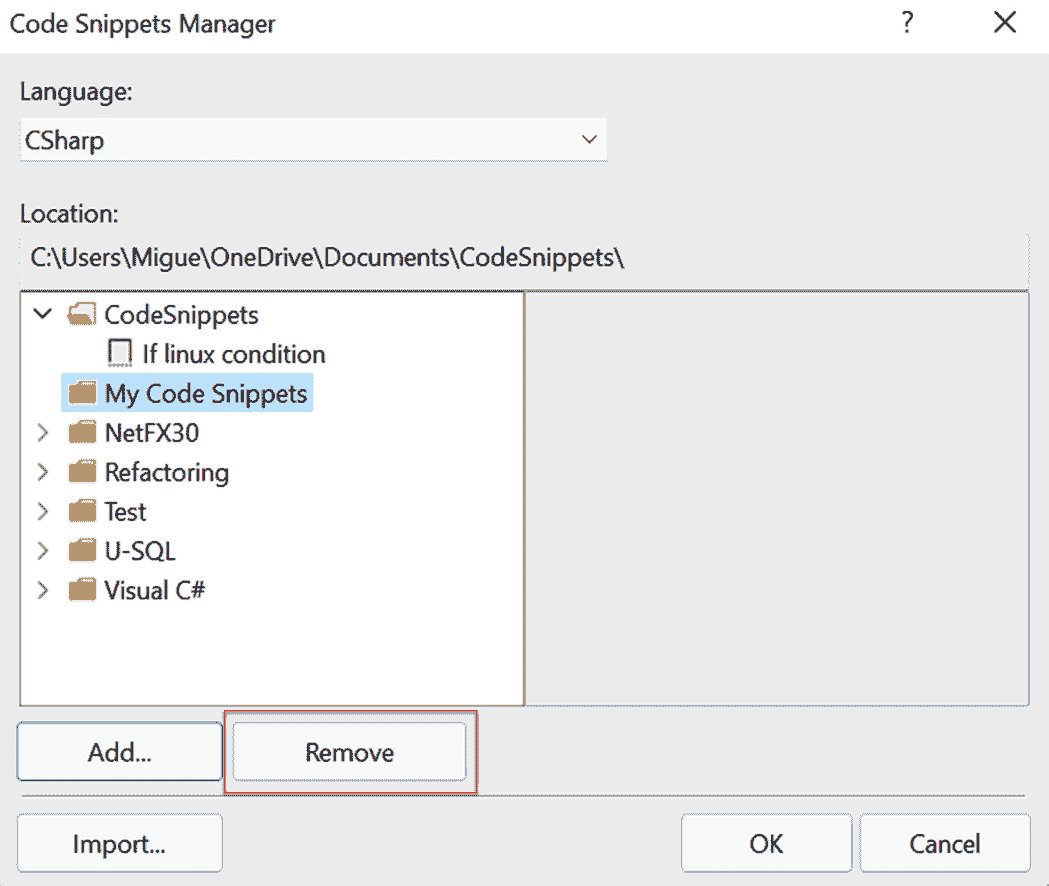 Code Snippets Manager ?
Language:
CSharp
Location:
C:\Users\Migue\OneDrive\Documents\CodeSnippets\
CodeSnippets
If linux condition
My Code Snippets
NetFX30
Refactoring
Test
U-SQL
Visual C#
Add... Remove
Import... OK Cancel